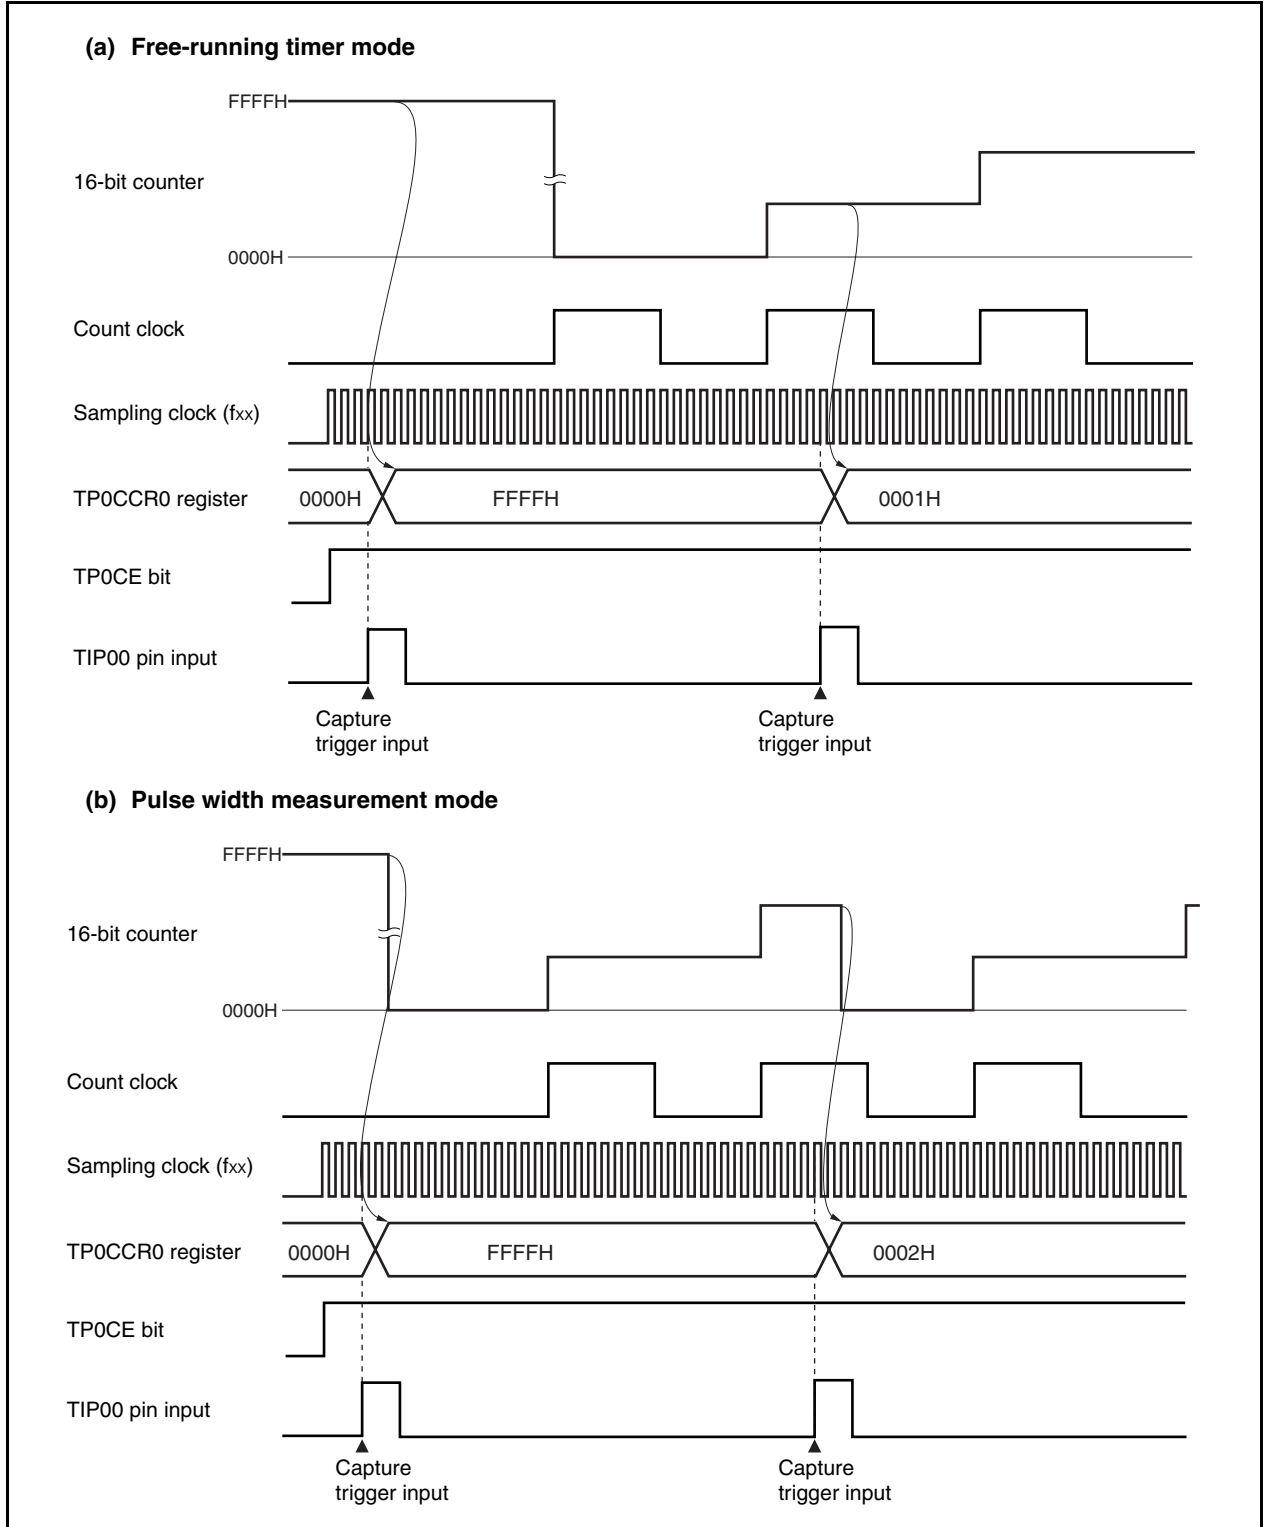 (a) Free-running timer mode
FFFFH
16-bit counter
0000H
Count clock
Sampling clock (fxx)
TP0CCR0 register
0000H
FFFFH
0001H
TP0CE bit
TIP00 pin input
Capture
trigger input
Capture
trigger input
(b) Pulse width measurement mode
FFFFH
16-bit counter
0000H
Count clock
Sampling clock (fxx)
TP0CCR0 register
0000H
FFFFH
0002H
TP0CE bit
TIP00 pin input
Capture
trigger input
Capture
trigger input